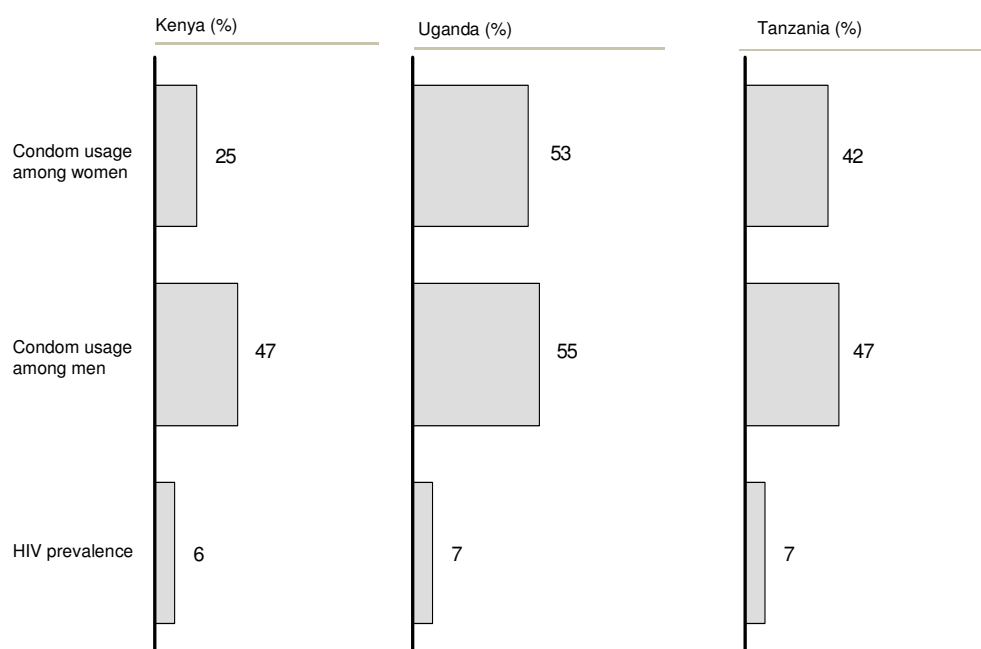 Kenya (%)
Uganda (%)
Tanzania (%)
Condom usage
among women
25
53
42
Condom usage
among men
47
55
47
HIV prevalence
6
7
7